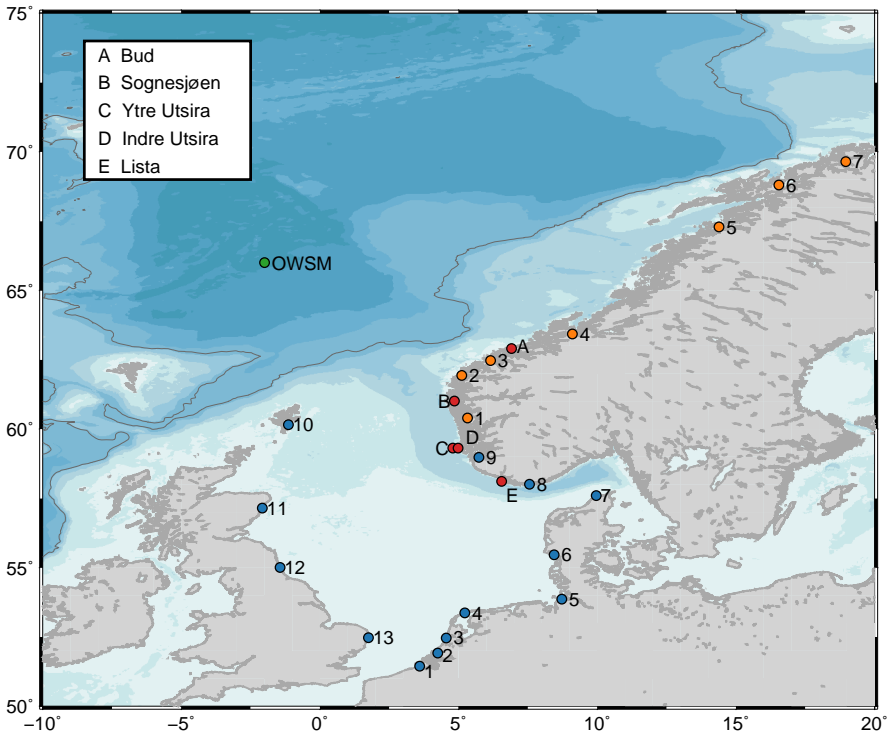 75°
A Bud
B Sognesjøen
C Ytre Utsira
D Indre Utsira
E Lista
70°
7
6
5
OWSM
65°
4
A
3
2
B
1
10
60°
D
C
9
8
E
7
11
6
12
55°
5
4
13
3
2
1
50°
−10° −5° 0° 5° 10° 15° 20°